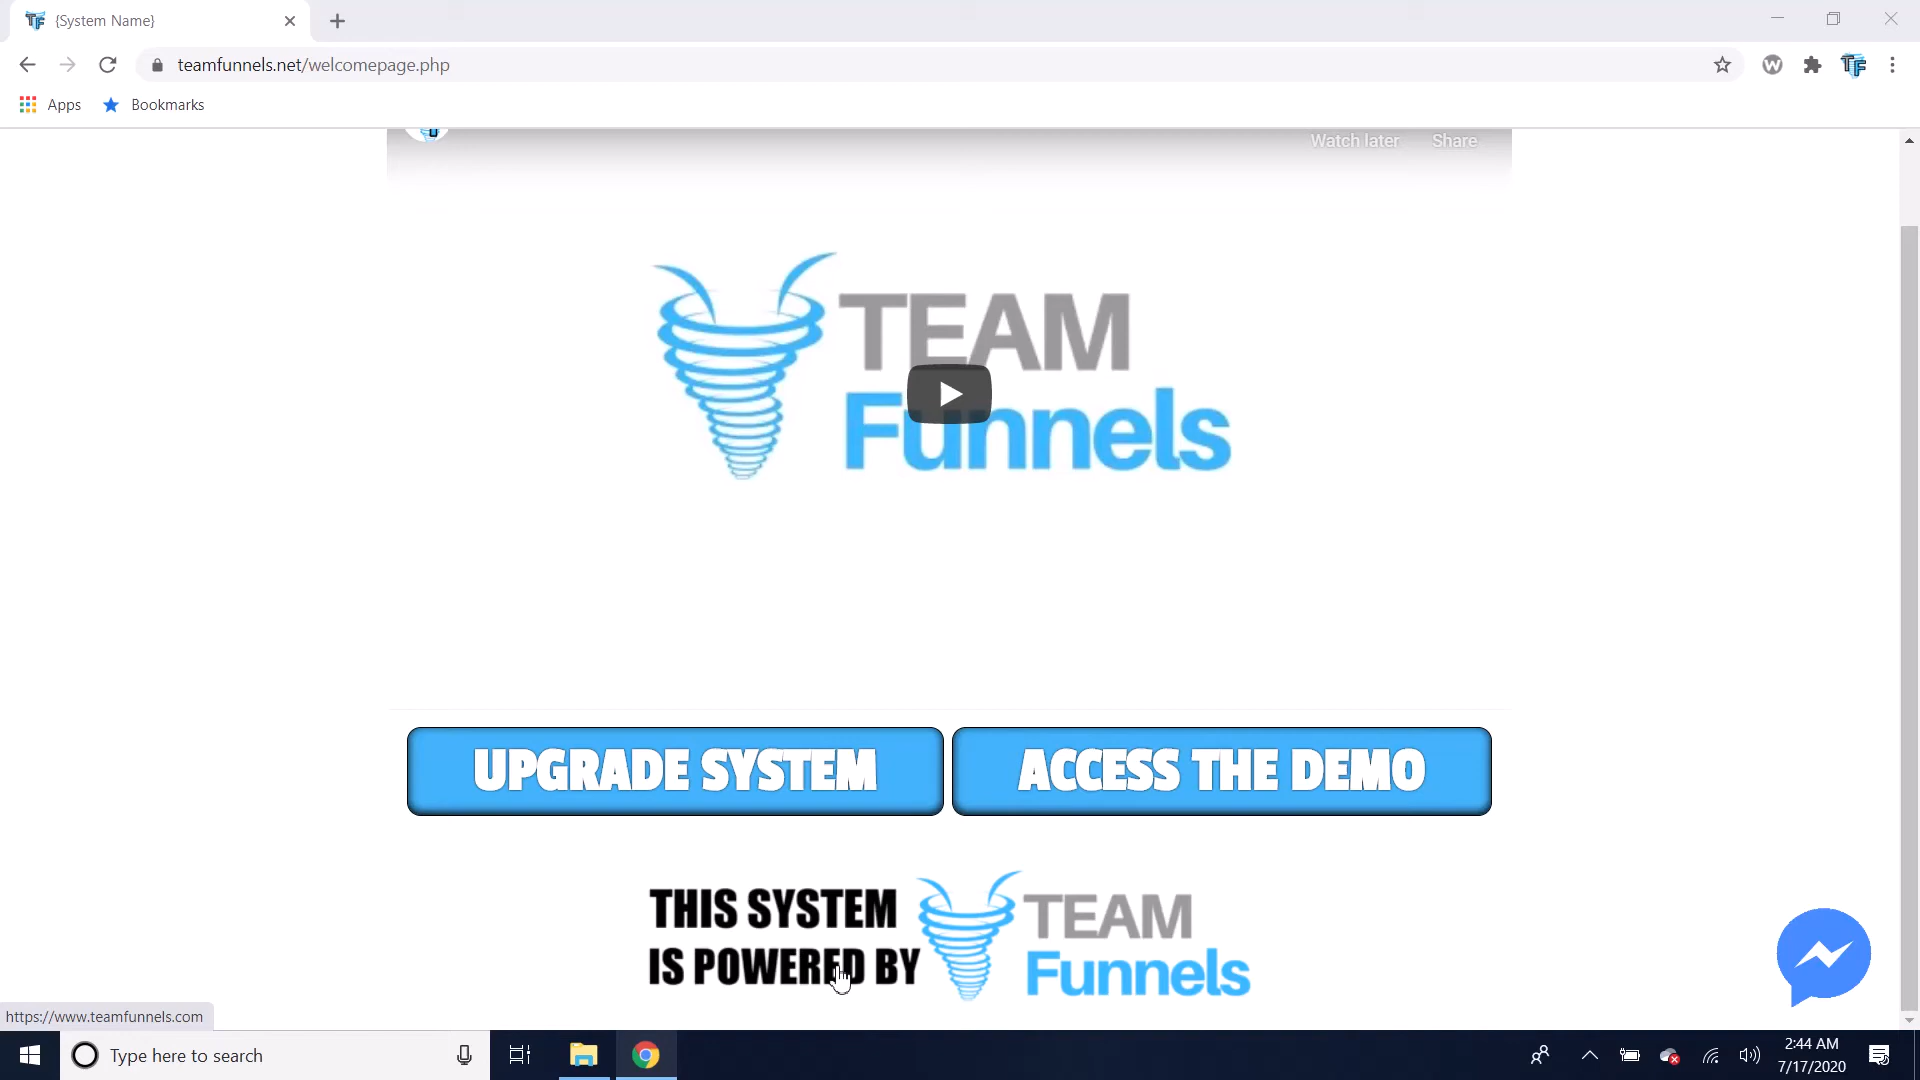 {System Name}
teamfunnels.net/welcomepage.php
Apps
Bookmarks
Watch later
Share
TEAM
Funnels
UPGRADE SYSTEM
ACCESS THE DEMO
THIS SYSTEM
IS POWERED BY
TEAM
Funnels
https://www.teamfunnels.com
Type here to search
2:44 AM
7/17/2020